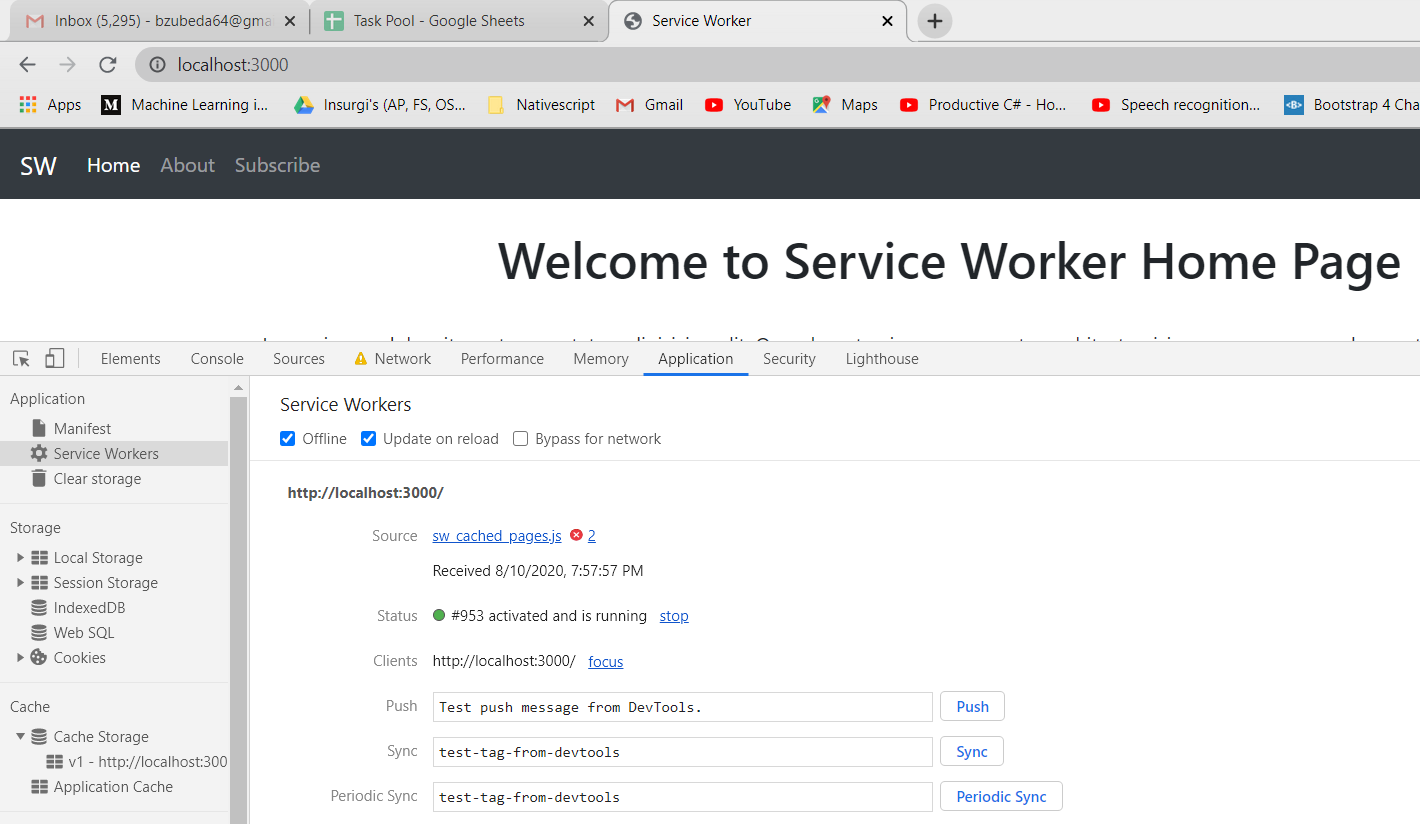 Inbox (5,295) - bzubeda64@gma
Task Pool - Google Sheets
Service Worker
localhost:3000
Apps
M Machine Learning i...
Insurgi's (AP, FS, OS...
Nativescript
Gmail
YouTube
Maps
Productive C# - Ho...
Speech recognition...
<B> Bootstrap 4 Cha
SW Home About Subscribe
Welcome to Service Worker Home Page
Elements Console Sources Network Performance Memory Application Security Lighthouse
Application
Manifest
Service Workers
Clear storage
Storage
Local Storage
Session Storage
IndexedDB
Web SQL
Cookies
Cache
Cache Storage
v1 - http://localhost:300
Application Cache
Service Workers
Offline Update on reload Bypass for network
http://localhost:3000/
Source sw_cached_pages.js 2
Received 8/10/2020, 7:57:57 PM
Status #953 activated and is running stop
Clients http://localhost:3000/ focus
Push Test push message from DevTools. Push
Sync test-tag-from-devtools Sync
Periodic Sync test-tag-from-devtools Periodic Sync